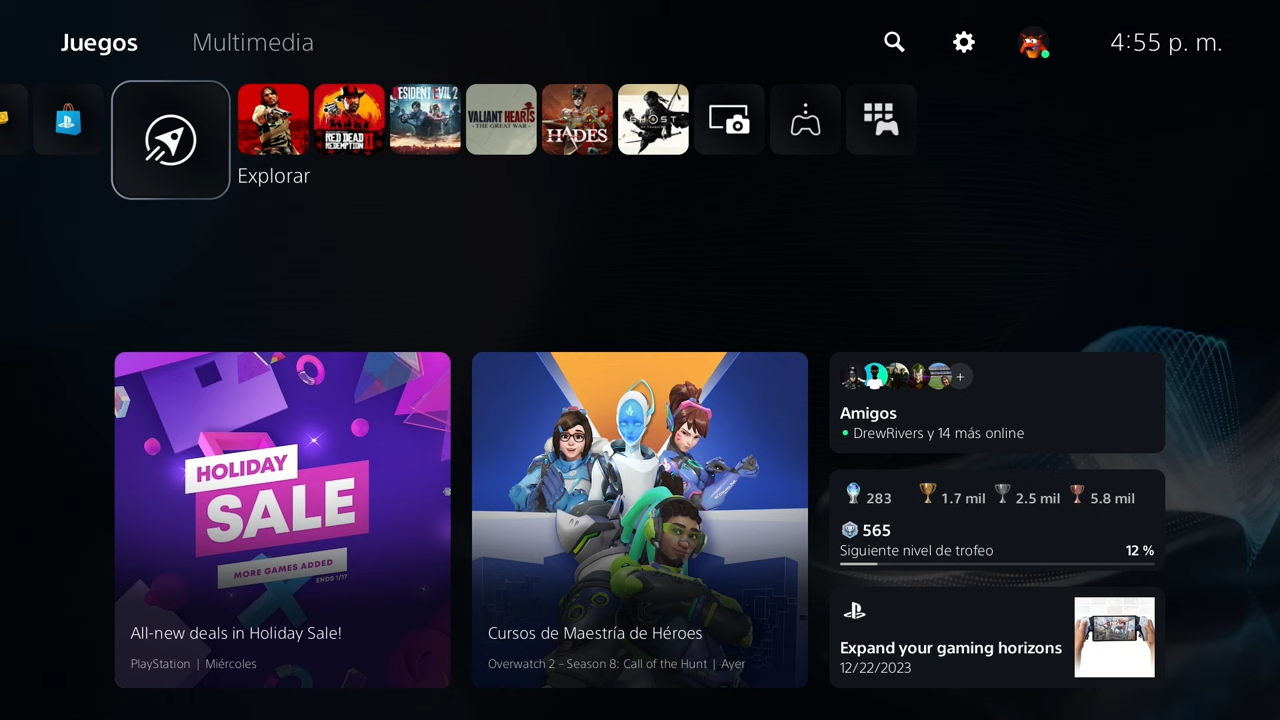 Juegos
Multimedia
4:55 p. m.
RED DEAD
REDEMPTION
RESIDENT EVIL 2
VALIANT HEARTS
- THE GREAT WAR -
HADES
GHOST
Explorar
HOLIDAY
SALE
MORE GAMES ADDED
ENDS 1/17
All-new deals in Holiday Sale!
PlayStation | Miércoles
Cursos de Maestría de Héroes
Overwatch 2 – Season 8: Call of the Hunt | Ayer
+
Amigos
DrewRivers y 14 más online
283
1.7 mil
2.5 mil
5.8 mil
565
Siguiente nivel de trofeo
12 %
Expand your gaming horizons
12/22/2023